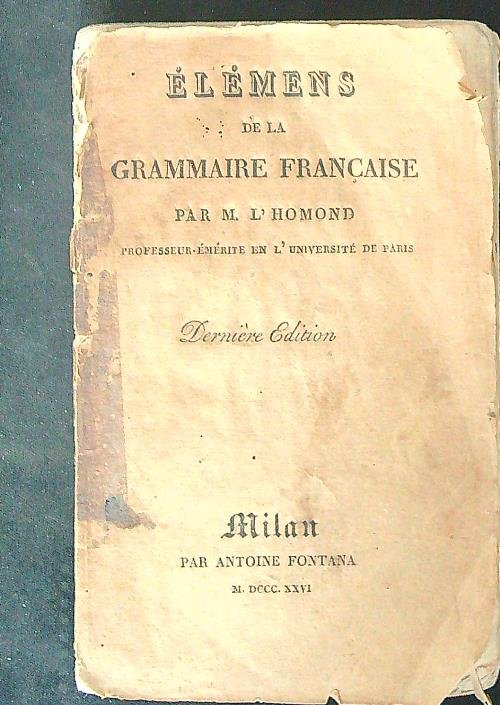 ÉLÉMENS
DE LA
GRAMMAIRE FRANÇAISE
PAR M. L'HOMOND
PROFESSEUR-ÉMÉRITE EN L'UNIVERSITÉ DE PARIS
Dernière Edition
Milan
PAR ANTOINE FONTANA
M. DCCC. XXVI